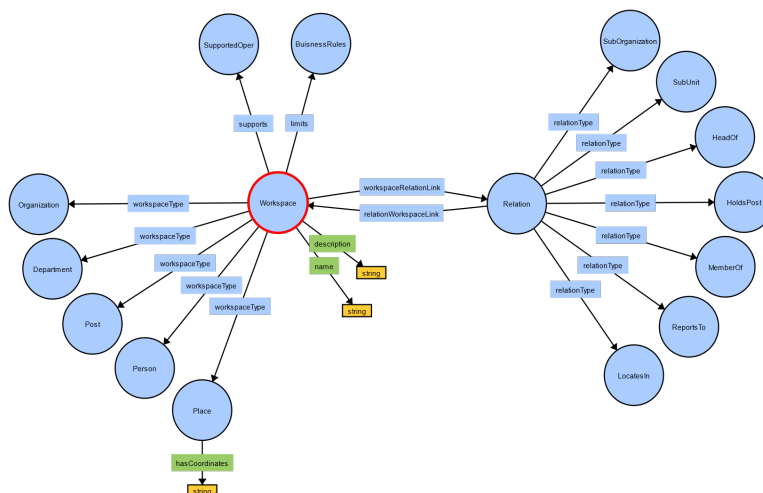 SubOrganization
SupportedOper
BuisnessRules
SubUnit
supports
limits
relationType
relationType
HeadOf
relationType
workspaceRelationLink
Organization
workspaceType
Workspace
relationWorkspaceLink
Relation
relationType
HoldsPost
workspaceType
description
relationType
Department
workspaceType
name
string
relationType
MemberOf
workspaceType
relationType
workspaceType
string
Post
ReportsTo
Person
LocatesIn
Place
hasCoordinates
string